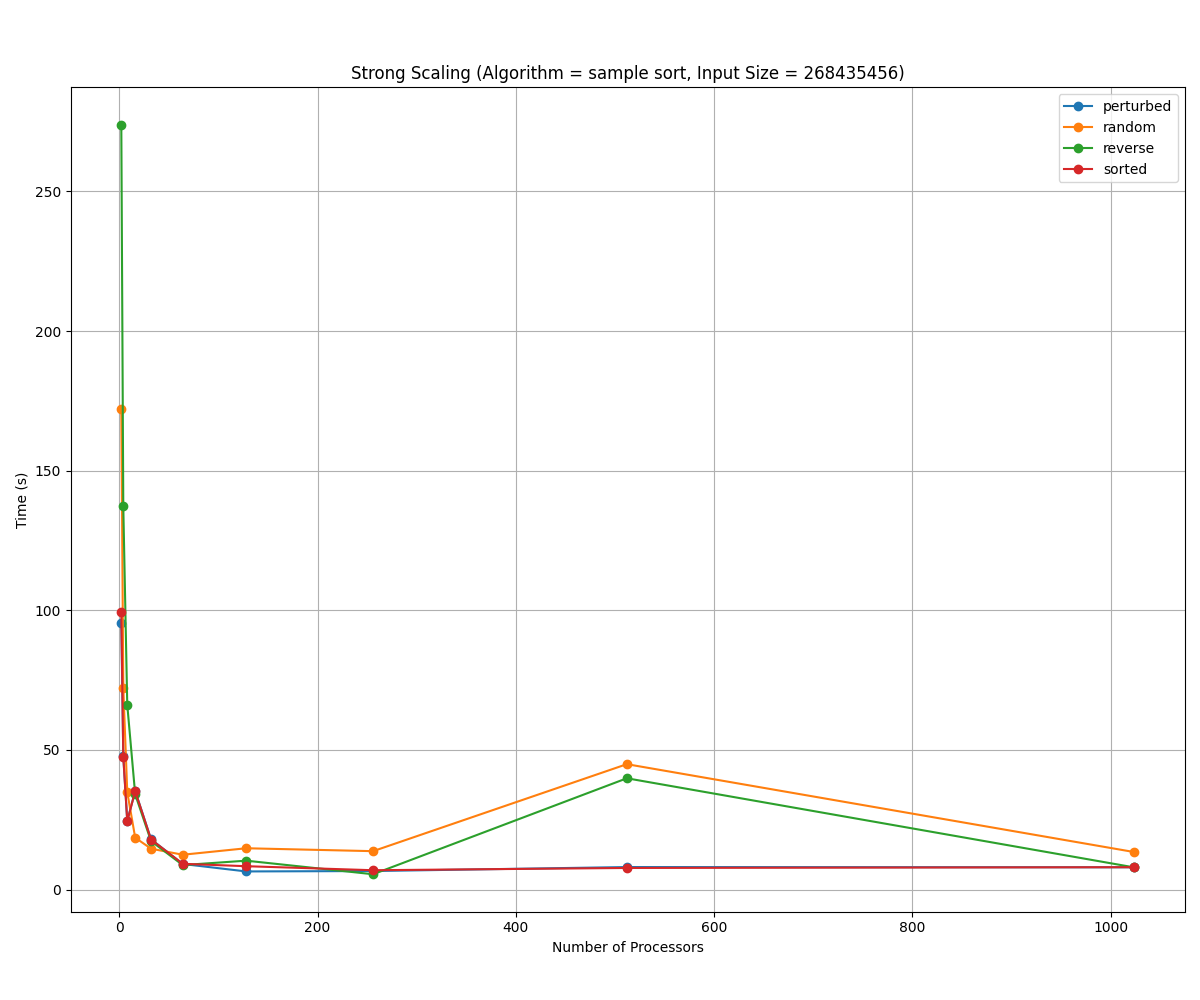 Strong Scaling (Algorithm = sample sort, Input Size = 268435456)
perturbed
random
reverse
sorted
Time (s)
250
200
150
100
50
0
0 200 400 600 800 1000
Number of Processors